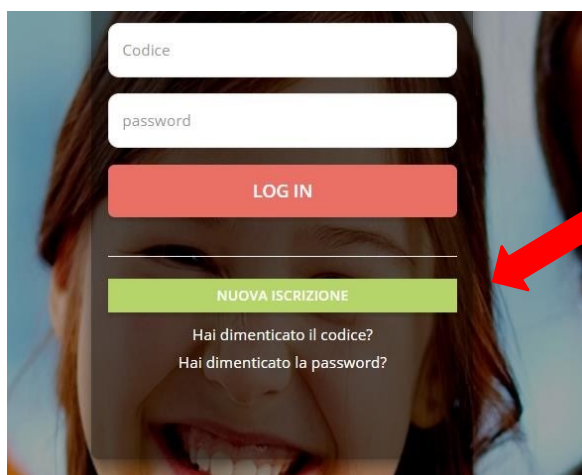 Codice
password
LOG IN
NUOVA ISCRIZIONE
Hai dimenticato il codice?
Hai dimenticato la password?